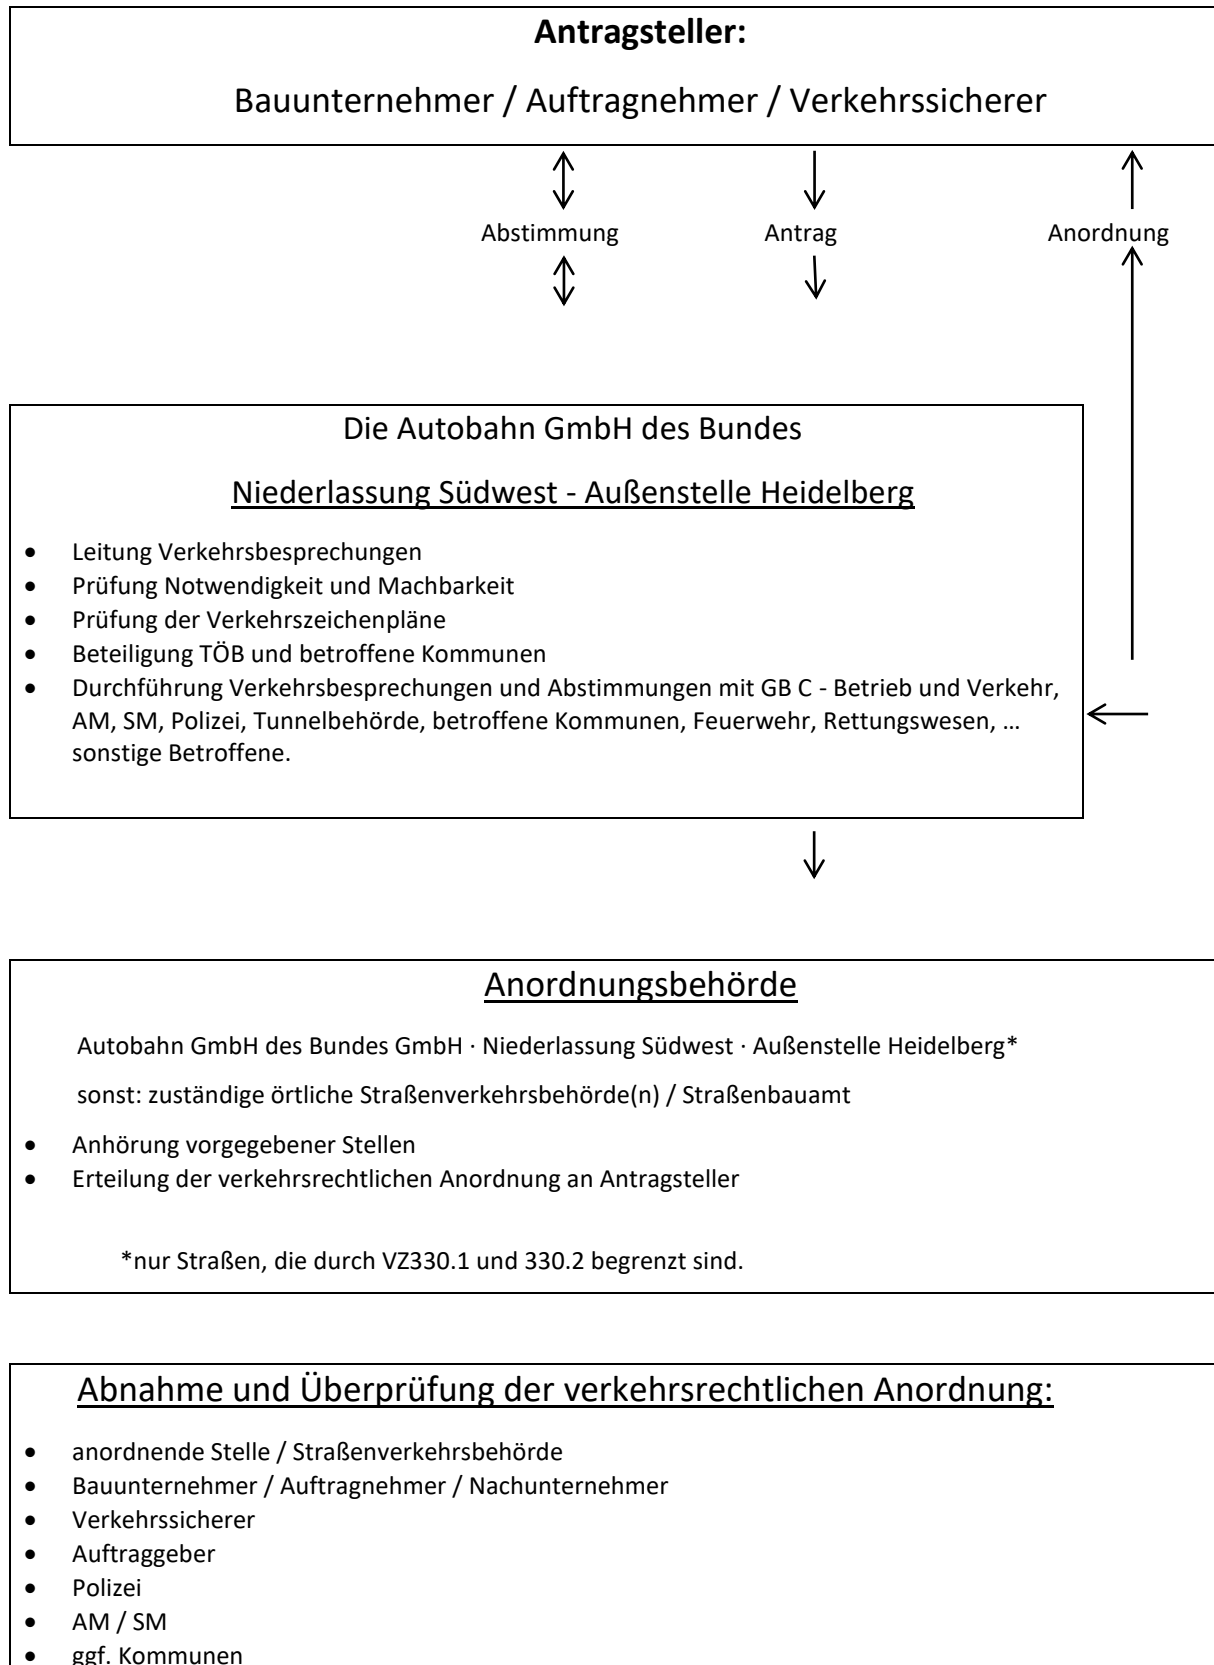 Antragsteller:
Bauunternehmer / Auftragnehmer / Verkehrssicherer
Abstimmung
Antrag
Anordnung
Die Autobahn GmbH des Bundes
Niederlassung Südwest - Außenstelle Heidelberg
• Leitung Verkehrsbesprechungen
• Prüfung Notwendigkeit und Machbarkeit
• Prüfung der Verkehrszeichenpläne
• Beteiligung TÖB und betroffene Kommunen
• Durchführung Verkehrsbesprechungen und Abstimmungen mit GB C - Betrieb und Verkehr,
AM, SM, Polizei, Tunnelbehörde, betroffene Kommunen, Feuerwehr, Rettungswesen, …
sonstige Betroffene.
Anordnungsbehörde
Autobahn GmbH des Bundes GmbH · Niederlassung Südwest · Außenstelle Heidelberg*
sonst: zuständige örtliche Straßenverkehrsbehörde(n) / Straßenbauamt
• Anhörung vorgegebener Stellen
• Erteilung der verkehrsrechtlichen Anordnung an Antragsteller
*nur Straßen, die durch VZ330.1 und 330.2 begrenzt sind.
Abnahme und Überprüfung der verkehrsrechtlichen Anordnung:
• anordnende Stelle / Straßenverkehrsbehörde
• Bauunternehmer / Auftragnehmer / Nachunternehmer
• Verkehrssicherer
• Auftraggeber
• Polizei
• AM / SM
• ggf. Kommunen